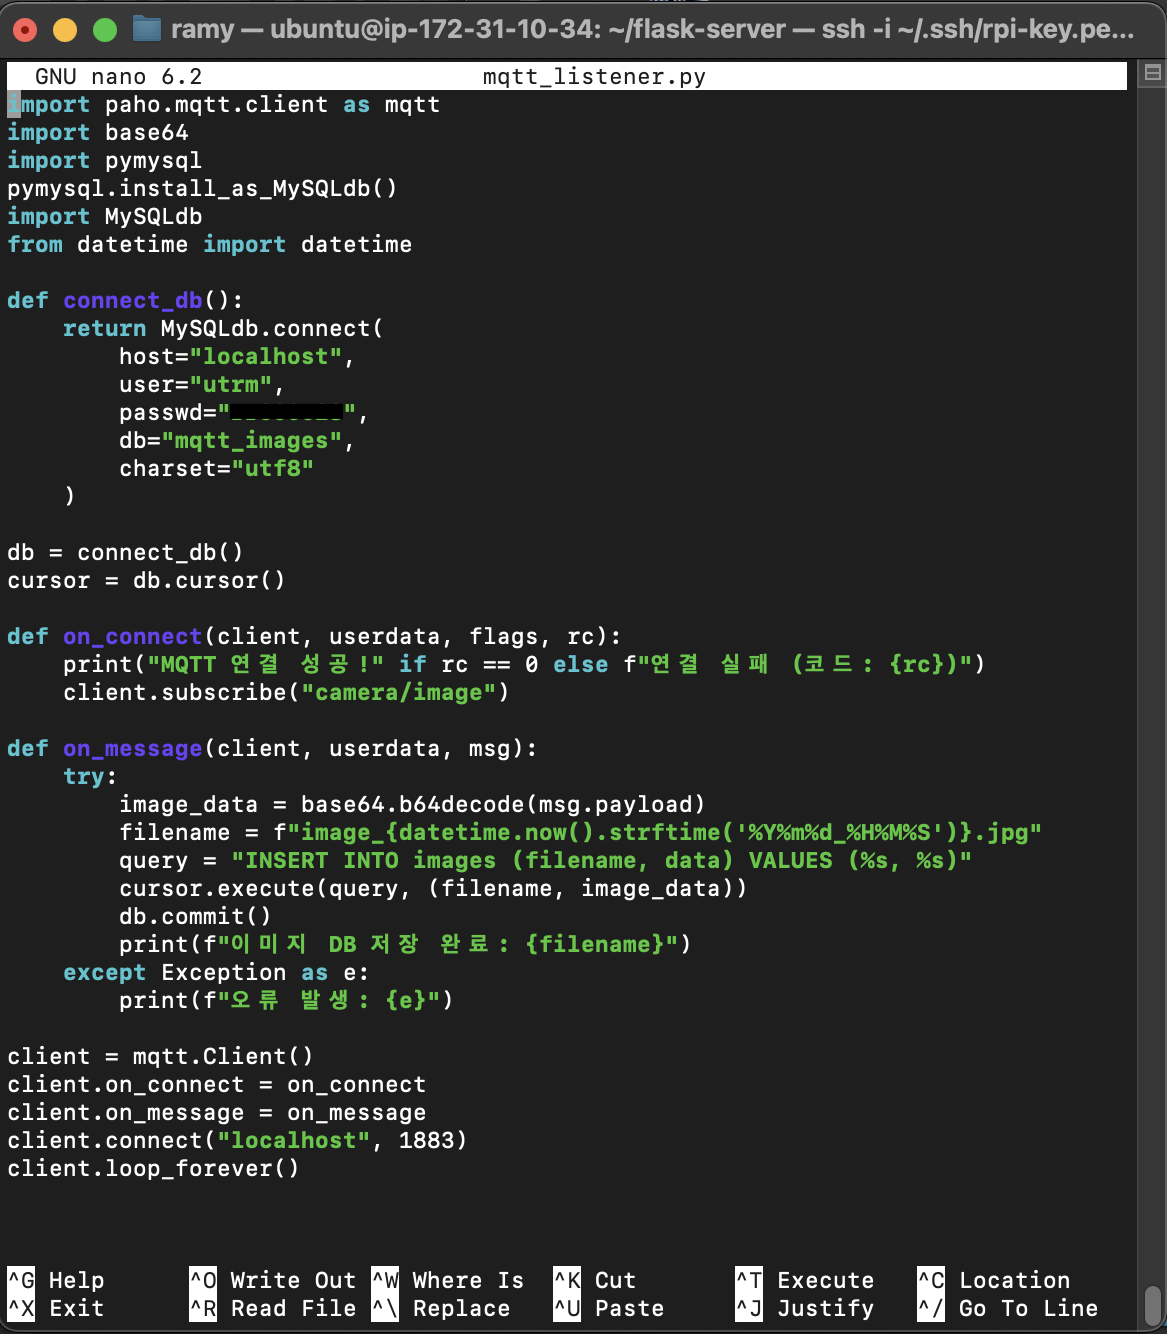 ramy — ubuntu@ip-172-31-10-34: ~/flask-server — ssh -i ~/.ssh/rpi-key.pe...
GNU nano 6.2 mqtt_listener.py
import paho.mqtt.client as mqtt
import base64
import pymysql
pymysql.install_as_MySQLdb()
import MySQLdb
from datetime import datetime
def connect_db():
    return MySQLdb.connect(
        host="localhost",
        user="utrm",
        passwd="",
        db="mqtt_images",
        charset="utf8"
    )
db = connect_db()
cursor = db.cursor()
def on_connect(client, userdata, flags, rc):
    print("MQTT 연결 성공!" if rc == 0 else f"연결 실패 (코드: {rc})")
    client.subscribe("camera/image")
def on_message(client, userdata, msg):
    try:
        image_data = base64.b64decode(msg.payload)
        filename = f"image_{datetime.now().strftime('%Y%m%d_%H%M%S')}.jpg"
        query = "INSERT INTO images (filename, data) VALUES (%s, %s)"
        cursor.execute(query, (filename, image_data))
        db.commit()
        print(f"이미지 DB 저장 완료: {filename}")
    except Exception as e:
        print(f"오류 발생: {e}")
client = mqtt.Client()
client.on_connect = on_connect
client.on_message = on_message
client.connect("localhost", 1883)
client.loop_forever()
^G Help ^O Write Out ^W Where Is ^K Cut ^T Execute ^C Location
^X Exit ^R Read File ^\ Replace ^U Paste ^J Justify ^/ Go To Line